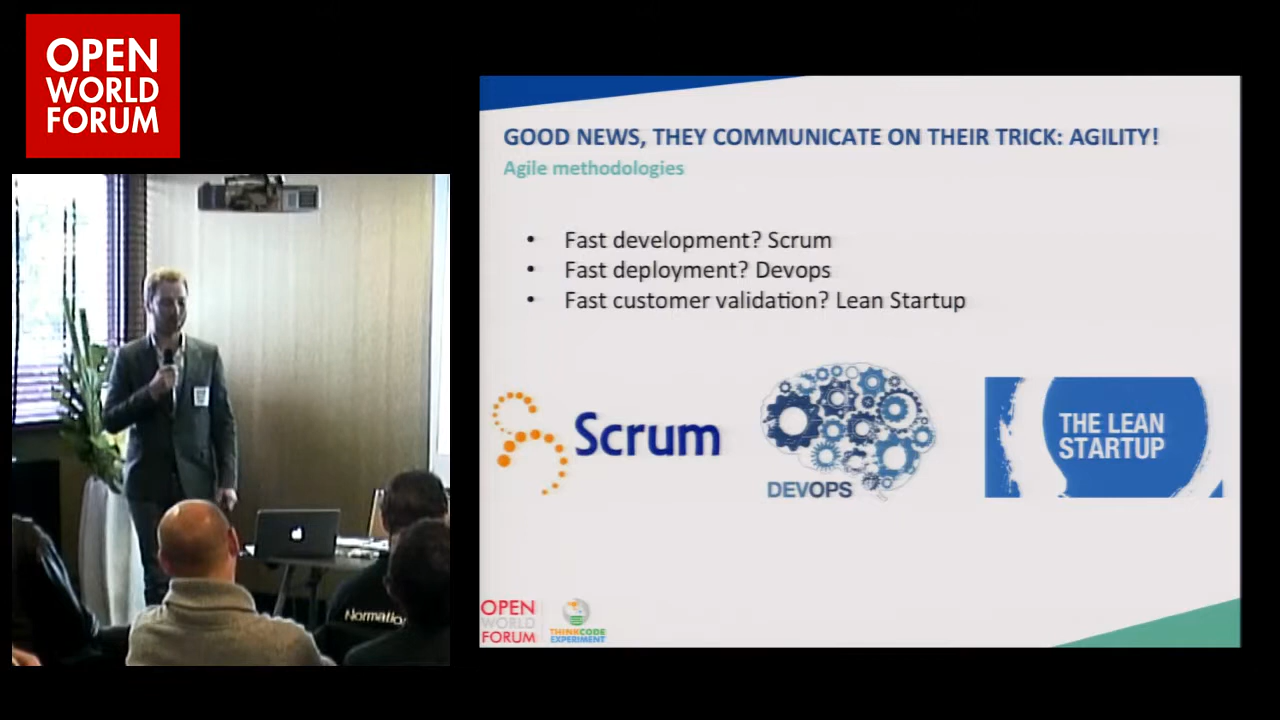 OPEN
WORLD
FORUM
GOOD NEWS, THEY COMMUNICATE ON THEIR TRICK: AGILITY!
Agile methodologies
• Fast development? Scrum
• Fast deployment? Devops
• Fast customer validation? Lean Startup
Scrum
DEVOPS
THE LEAN
STARTUP
Normation
OPEN
WORLD
FORUM
THINKCODE
EXPERIMENT